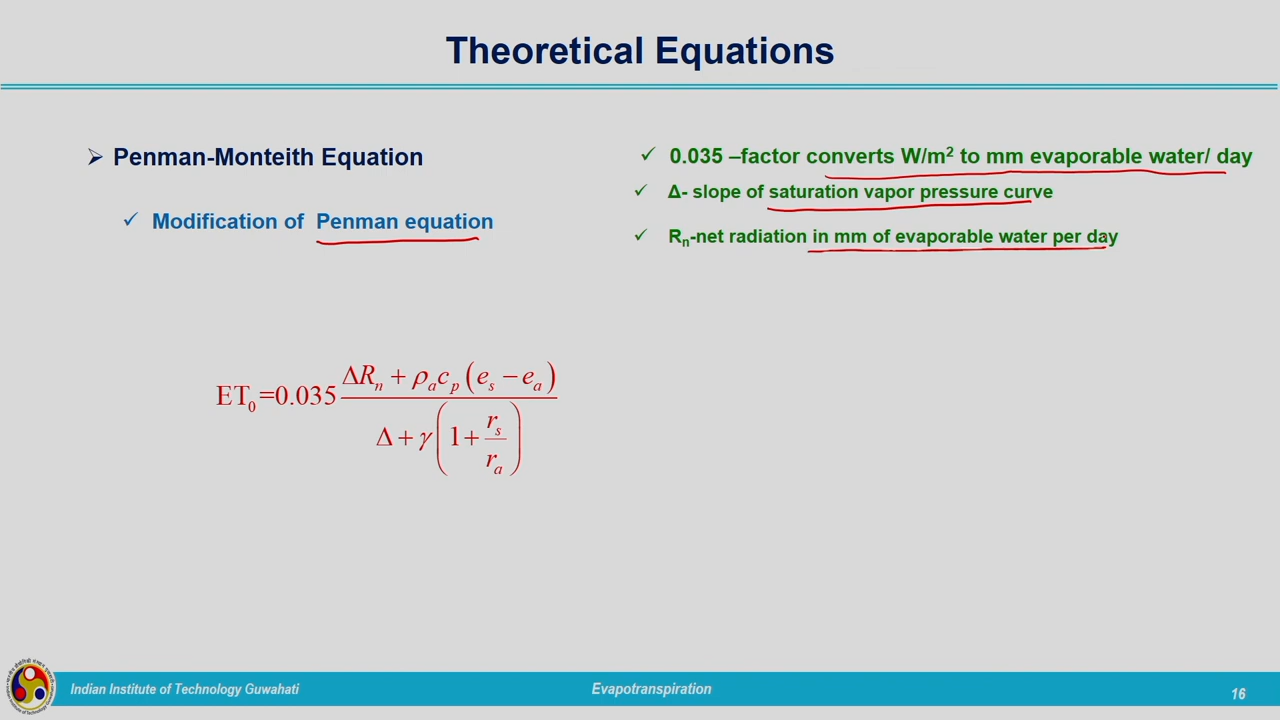 Theoretical Equations
➢ Penman-Monteith Equation
✓ Modification of Penman equation
✓ 0.035 –factor converts W/m² to mm evaporable water/ day
✓ Δ- slope of saturation vapor pressure curve
✓ Rₙ-net radiation in mm of evaporable water per day
ET₀=0.035 (ΔRₙ + ρₐcₚ(eₛ − eₐ)) / (Δ + γ(1 + rₛ/rₐ))
Indian Institute of Technology Guwahati
Evapotranspiration
16